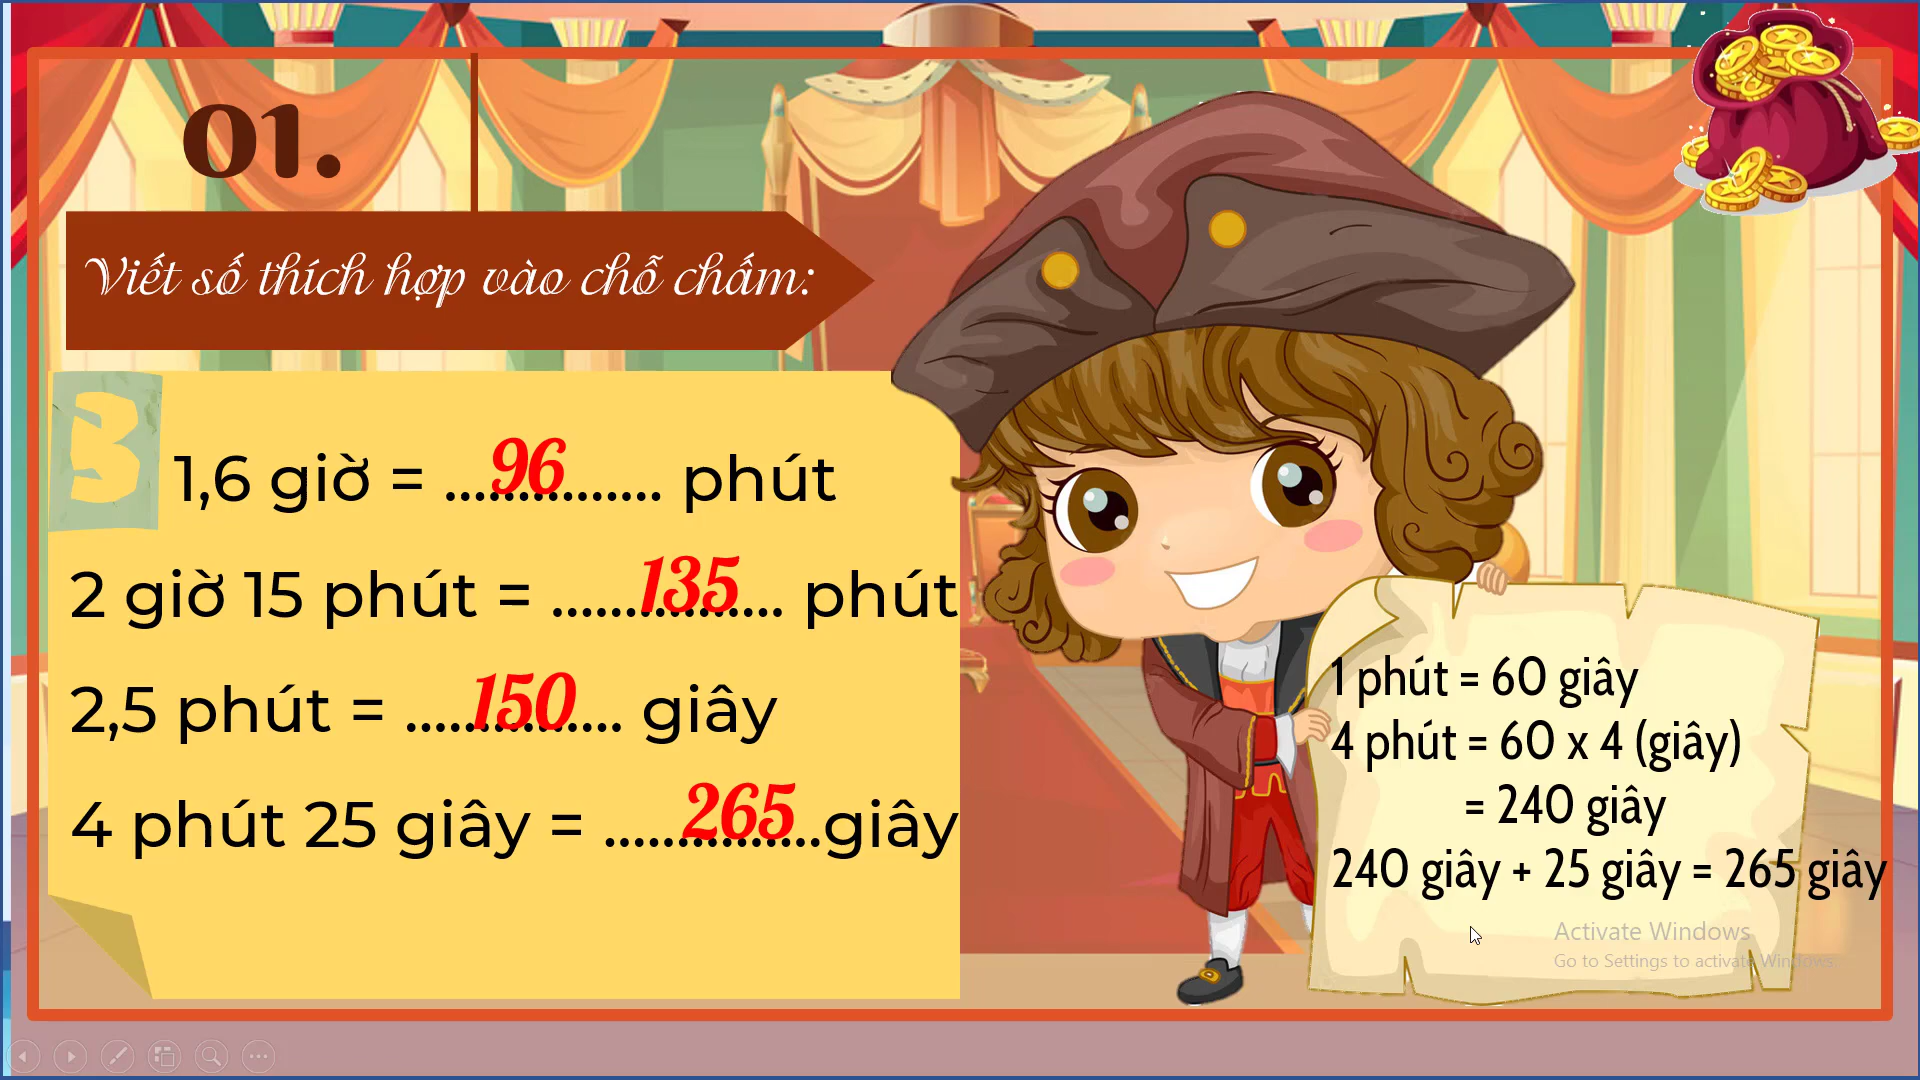 01.
Viết số thích hợp vào chỗ chấm:
3
1,6 giờ = ...............  phút
96
2 giờ 15 phút = ................ phút
135
2,5 phút = ............... giây
150
4 phút 25 giây = ...............giây
265
1 phút = 60 giây
4 phút = 60 x 4 (giây)
= 240 giây
240 giây + 25 giây = 265 giây
Activate Windows
Go to Settings to activate Windows.